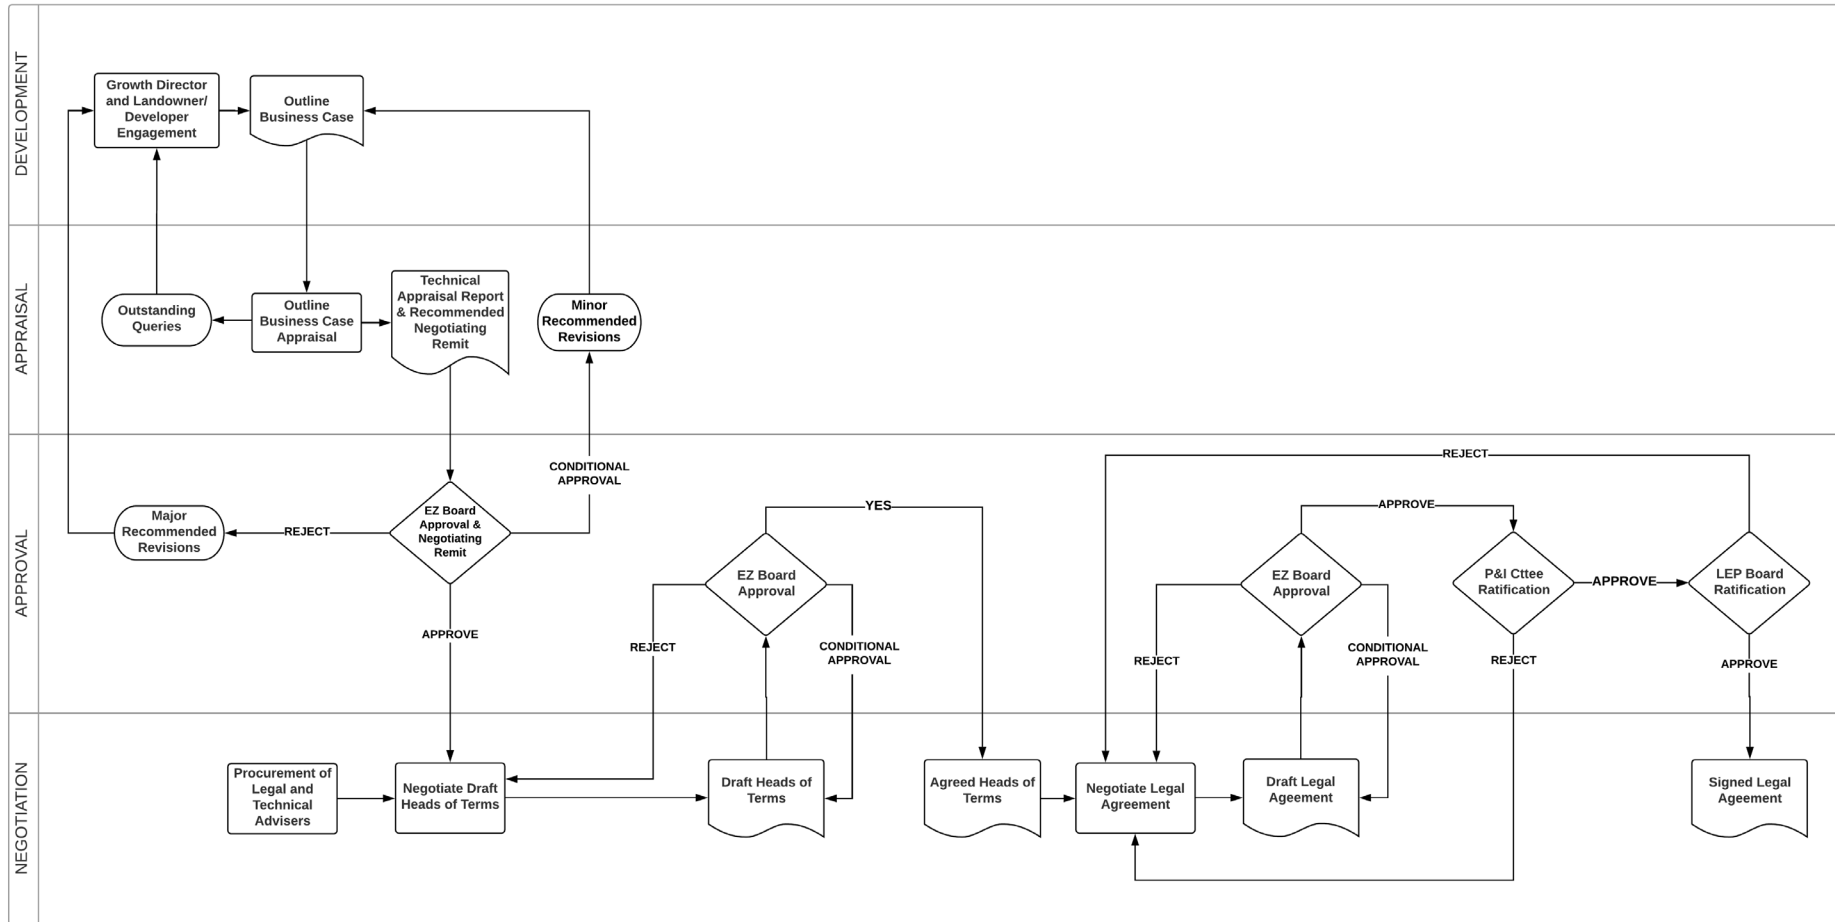 DEVELOPMENT
Growth Director
and Landowner/
Developer
Engagement
Outline
Business Case
APPRAISAL
Outstanding
Queries
Outline
Business Case
Appraisal
Technical
Appraisal Report
& Recommended
Negotiating
Remit
Minor
Recommended
Revisions
APPROVAL
Major
Recommended
Revisions
REJECT
EZ Board
Approval &
Negotiating
Remit
CONDITIONAL
APPROVAL
APPROVE
YES
EZ Board
Approval
REJECT
CONDITIONAL
APPROVAL
REJECT
APPROVE
EZ Board
Approval
REJECT
CONDITIONAL
APPROVAL
P&I Cttee
Ratification
APPROVE
REJECT
LEP Board
Ratification
APPROVE
NEGOTIATION
Procurement of
Legal and
Technical
Advisers
Negotiate Draft
Heads of Terms
Draft Heads of
Terms
Agreed Heads of
Terms
Negotiate Legal
Agreement
Draft Legal
Ageement
Signed Legal
Ageement